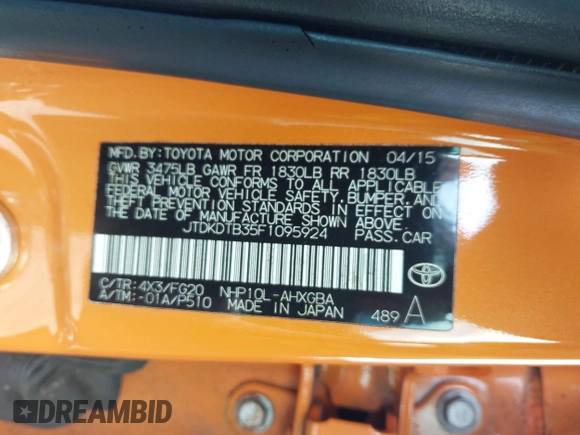 MFD.BY:TOYOTA MOTOR CORPORATION 04/15
GVWR 3475LB GAWR FR 1830LB RR 1830LB
THIS VEHICLE CONFORMS TO ALL APPLICABLE
FEDERAL MOTOR VEHICLE SAFETY, BUMPER, AND
THEFT PREVENTION STANDARDS IN EFFECT ON THE
DATE OF MANUFACTURE SHOWN ABOVE.
JTDKDTB35F1095924 PASS.CAR
C/TR:4X3/FG20 NHP10L-AHXGBA
A/TM:-01A/P510 MADE IN JAPAN
489 A
TOYOTA
DREAMBID